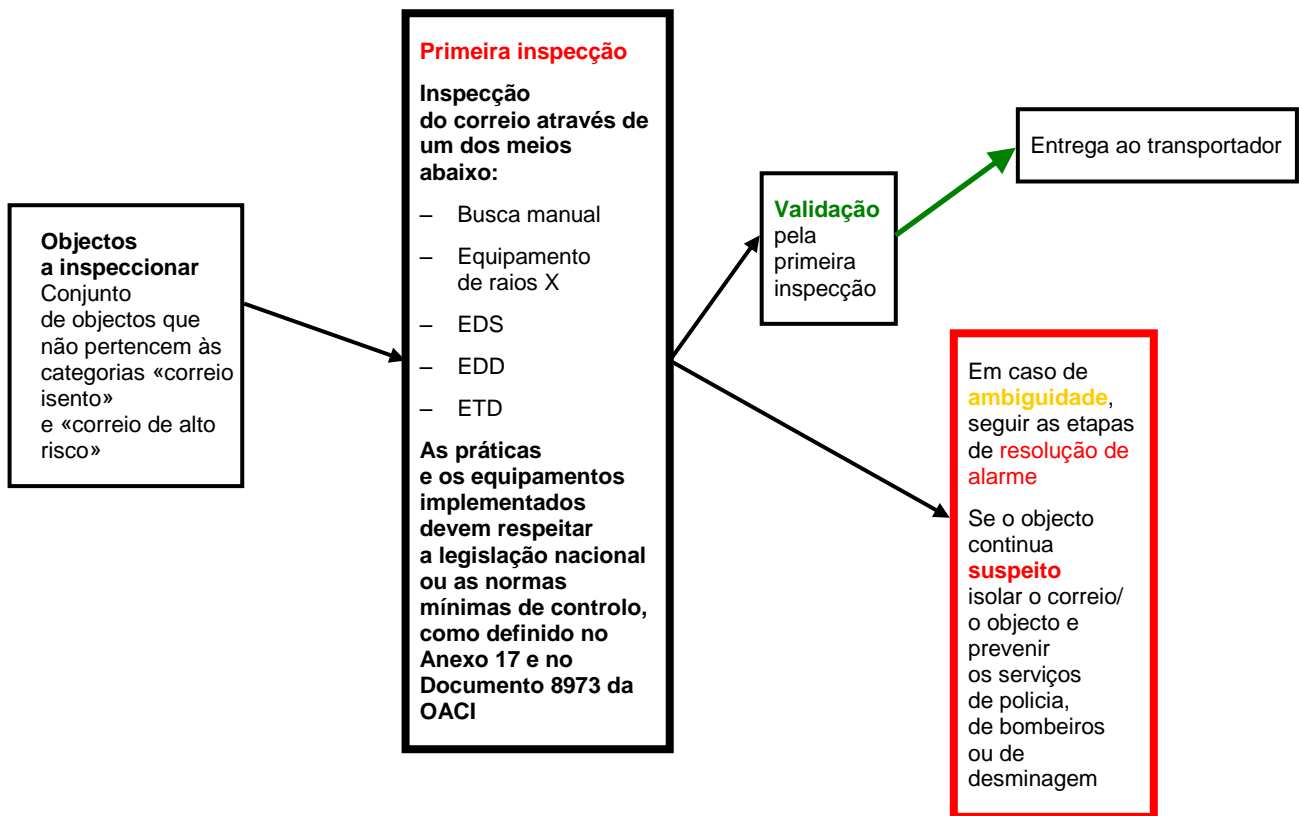 Objectos
a inspeccionar
Conjunto
de objectos que
não pertencem às
categorias «correio
isento»
e «correio de alto
risco»
Primeira inspecção
Inspecção
do correio através de
um dos meios
abaixo:
– Busca manual
– Equipamento
de raios X
– EDS
– EDD
– ETD
As práticas
e os equipamentos
implementados
devem respeitar
a legislação nacional
ou as normas
mínimas de controlo,
como definido no
Anexo 17 e no
Documento 8973 da
OACI
Validação
pela
primeira
inspecção
Entrega ao transportador
Em caso de
ambiguidade,
seguir as etapas
de resolução de
alarme
Se o objecto
continua
suspeito
isolar o correio/
o objecto e
prevenir
os serviços
de policia,
de bombeiros
ou de
desminagem